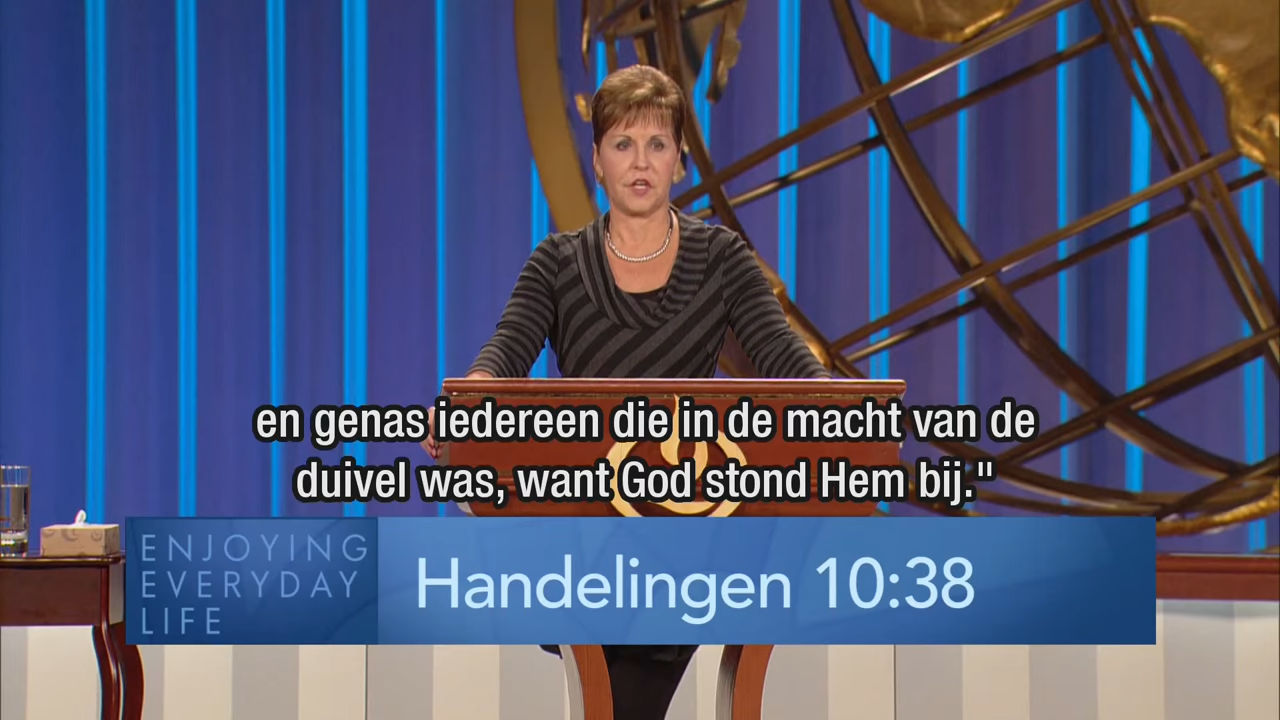 en genas iedereen die in de macht van de
duivel was, want God stond Hem bij."
ENJOYING
EVERYDAY
LIFE
Handelingen 10:38